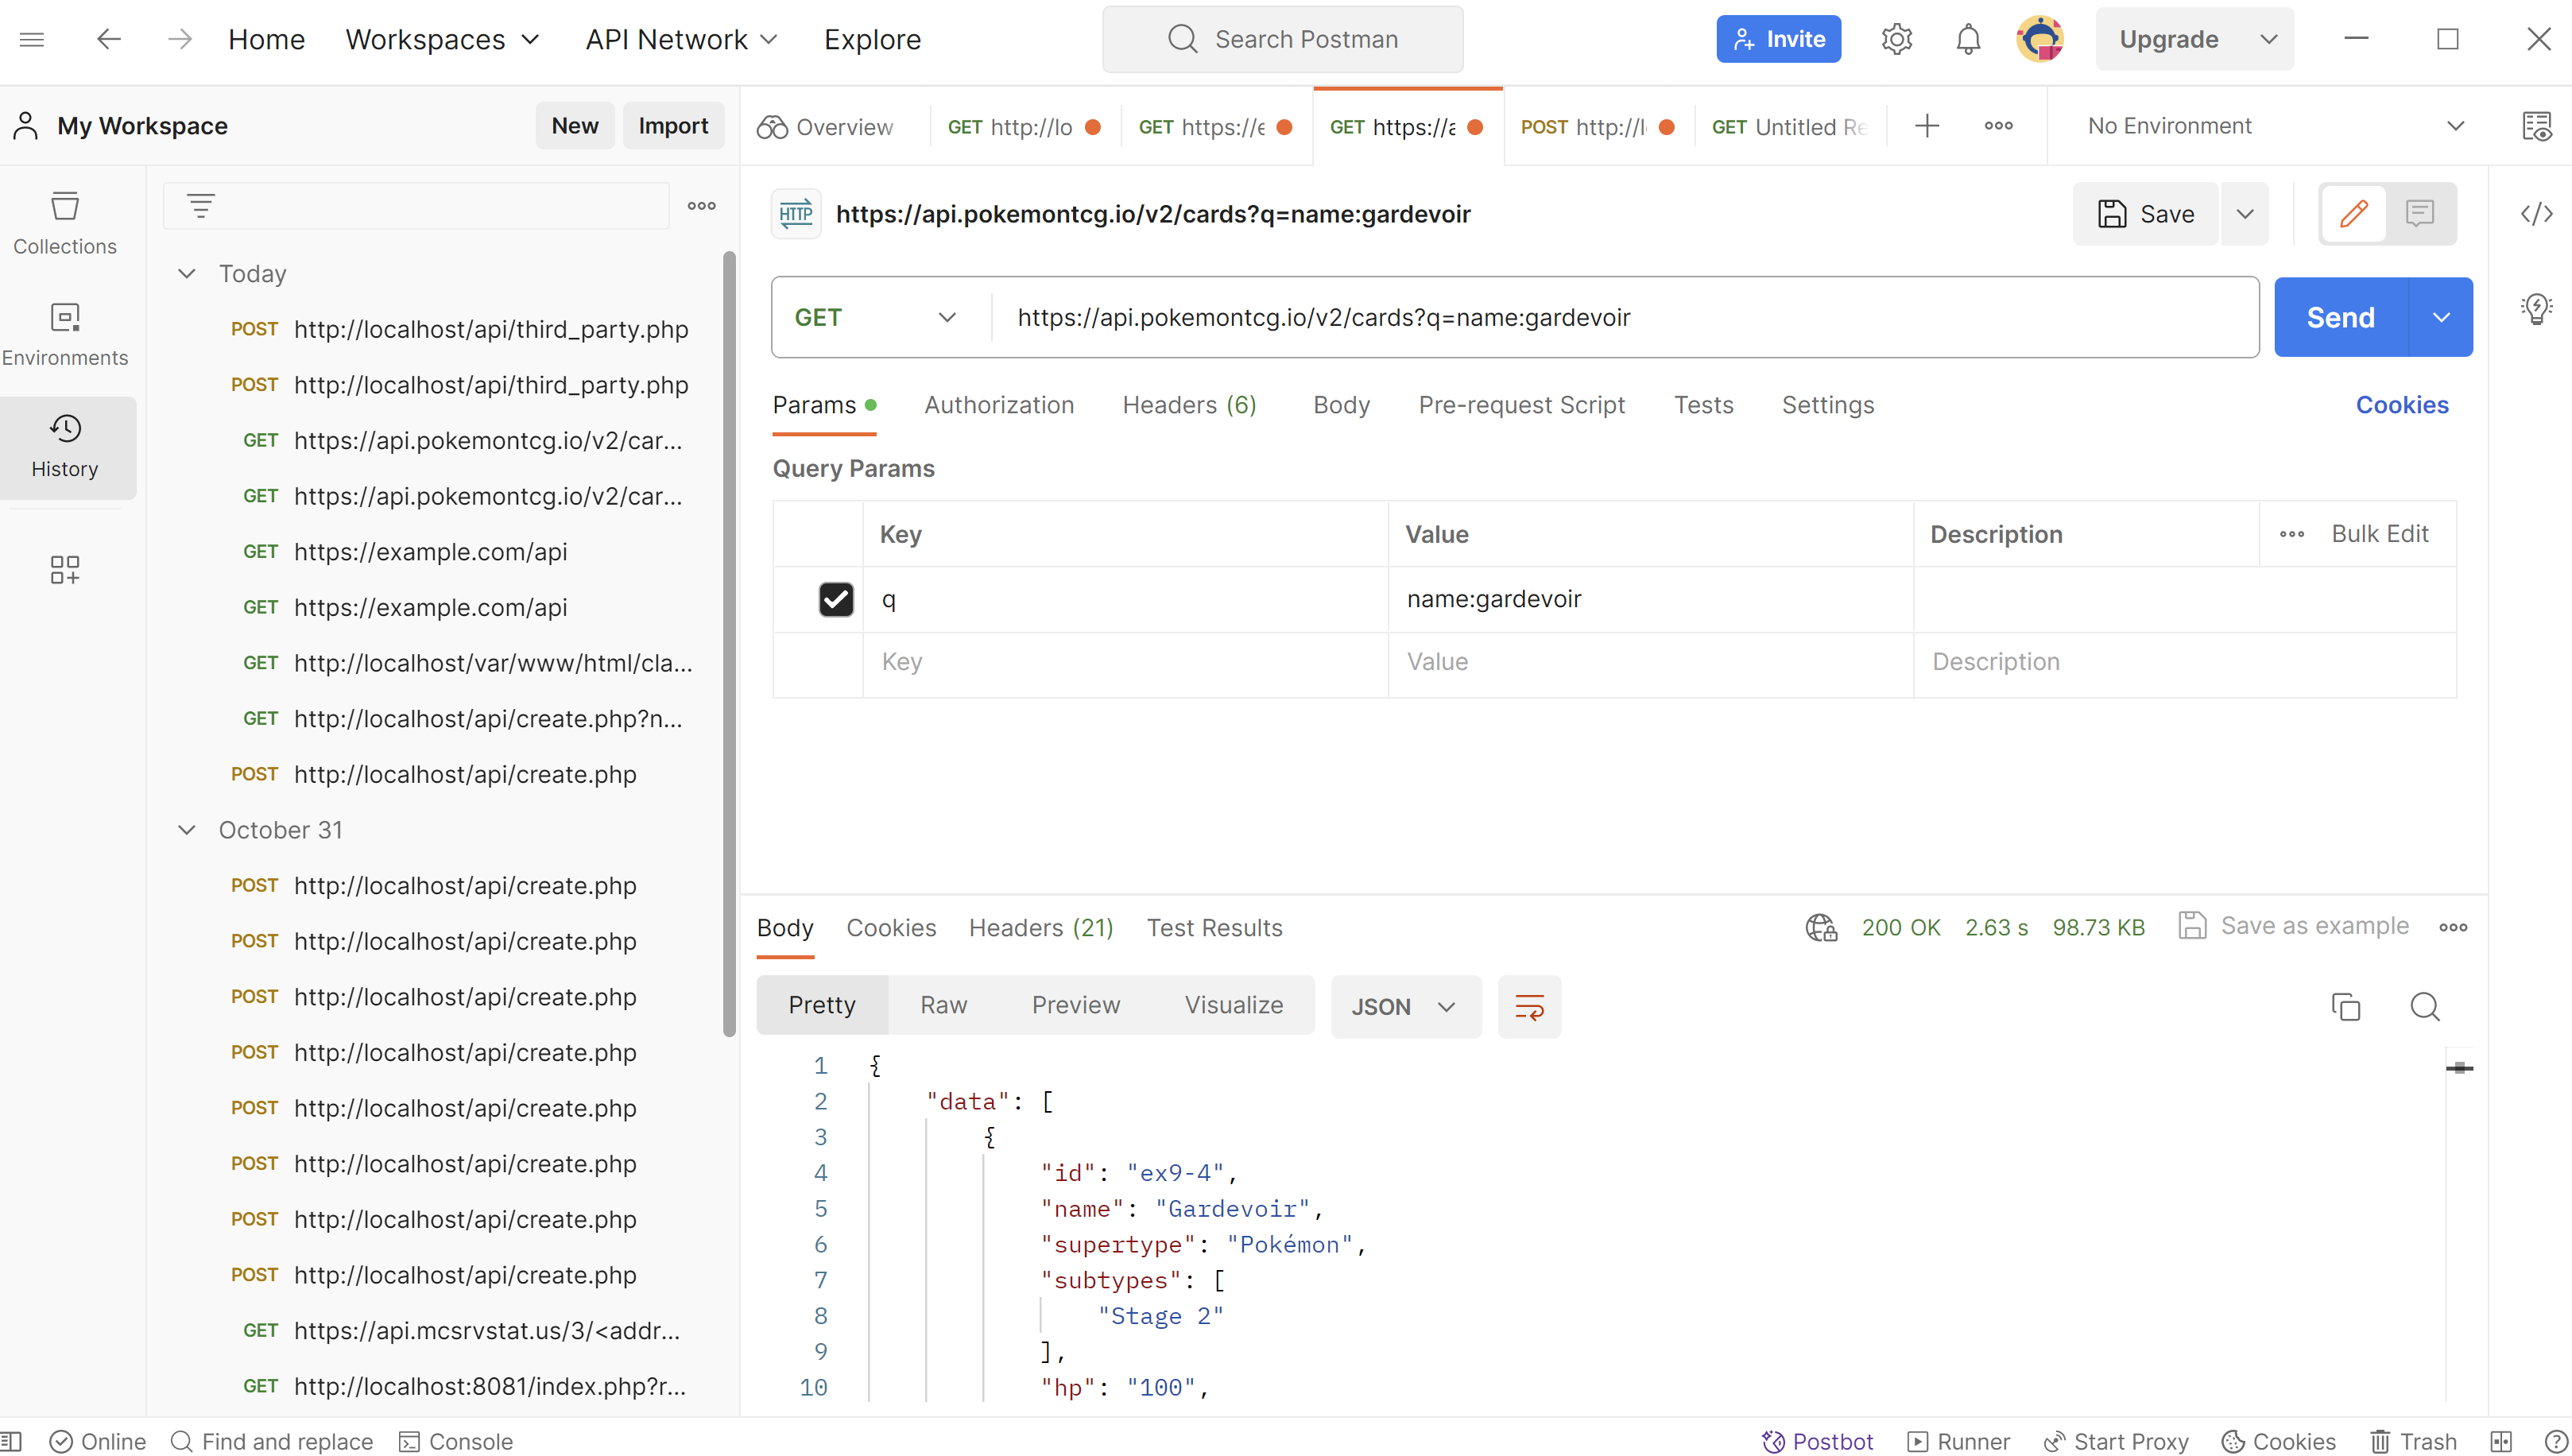 Home Workspaces API Network Explore Search Postman Invite Upgrade
My Workspace New Import Overview GET http://lo GET https://e GET https://a POST http://l GET Untitled Re No Environment
Collections
Environments
History
Today
POST http://localhost/api/third_party.php
POST http://localhost/api/third_party.php
GET https://api.pokemontcg.io/v2/car...
GET https://api.pokemontcg.io/v2/car...
GET https://example.com/api
GET https://example.com/api
GET http://localhost/var/www/html/cla...
GET http://localhost/api/create.php?n...
POST http://localhost/api/create.php
October 31
POST http://localhost/api/create.php
POST http://localhost/api/create.php
POST http://localhost/api/create.php
POST http://localhost/api/create.php
POST http://localhost/api/create.php
POST http://localhost/api/create.php
POST http://localhost/api/create.php
POST http://localhost/api/create.php
GET https://api.mcsrvstat.us/3/<addr...
GET http://localhost:8081/index.php?r...
HTTP https://api.pokemontcg.io/v2/cards?q=name:gardevoir Save
GET https://api.pokemontcg.io/v2/cards?q=name:gardevoir Send
Params Authorization Headers (6) Body Pre-request Script Tests Settings Cookies
Query Params
Key Value Description Bulk Edit
q name:gardevoir
Key Value Description
Body Cookies Headers (21) Test Results 200 OK 2.63 s 98.73 KB Save as example
Pretty Raw Preview Visualize JSON
1 {
2 "data": [
3 {
4 "id": "ex9-4",
5 "name": "Gardevoir",
6 "supertype": "Pokémon",
7 "subtypes": [
8 "Stage 2"
9 ],
10 "hp": "100",
Online Find and replace Console Postbot Runner Start Proxy Cookies Trash